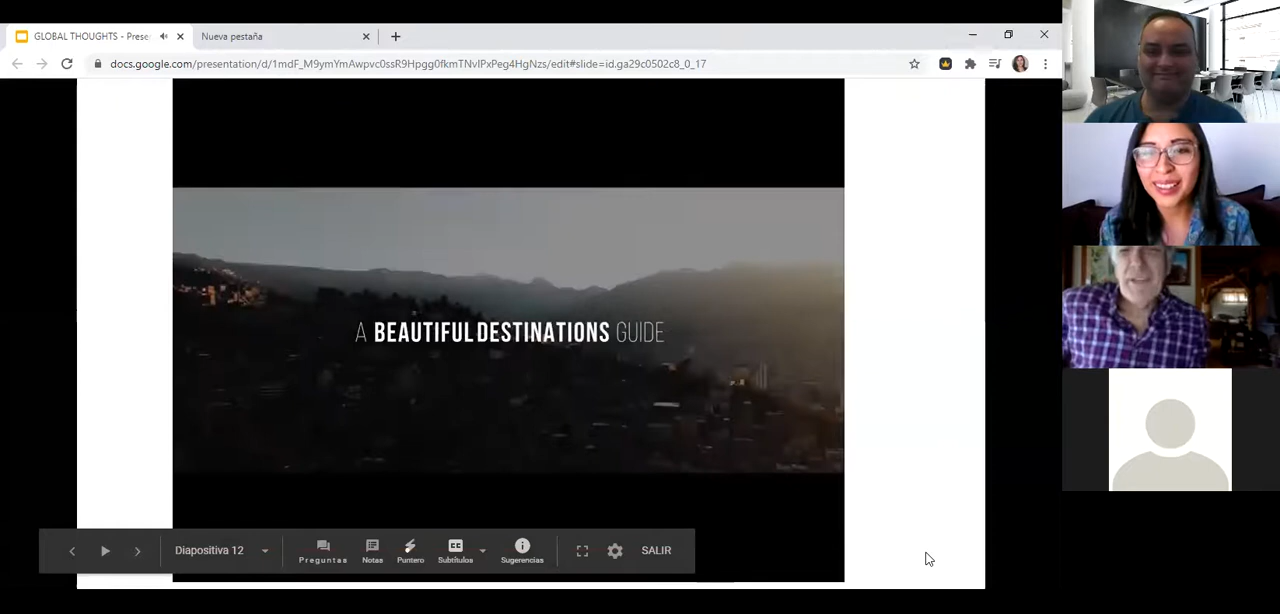 GLOBAL THOUGHTS - Prese
Nueva pestaña
docs.google.com/presentation/d/1mdF_M9ymYmAwpvc0ssR9Hpgg0fkmTNvIPxPeg4HgNzs/edit#slide=id.ga29c0502c8_0_17
A BEAUTIFUL DESTINATIONS GUIDE
Diapositiva 12
Preguntas
Notas
Puntero
CC
Subtítulos
Sugerencias
SALIR